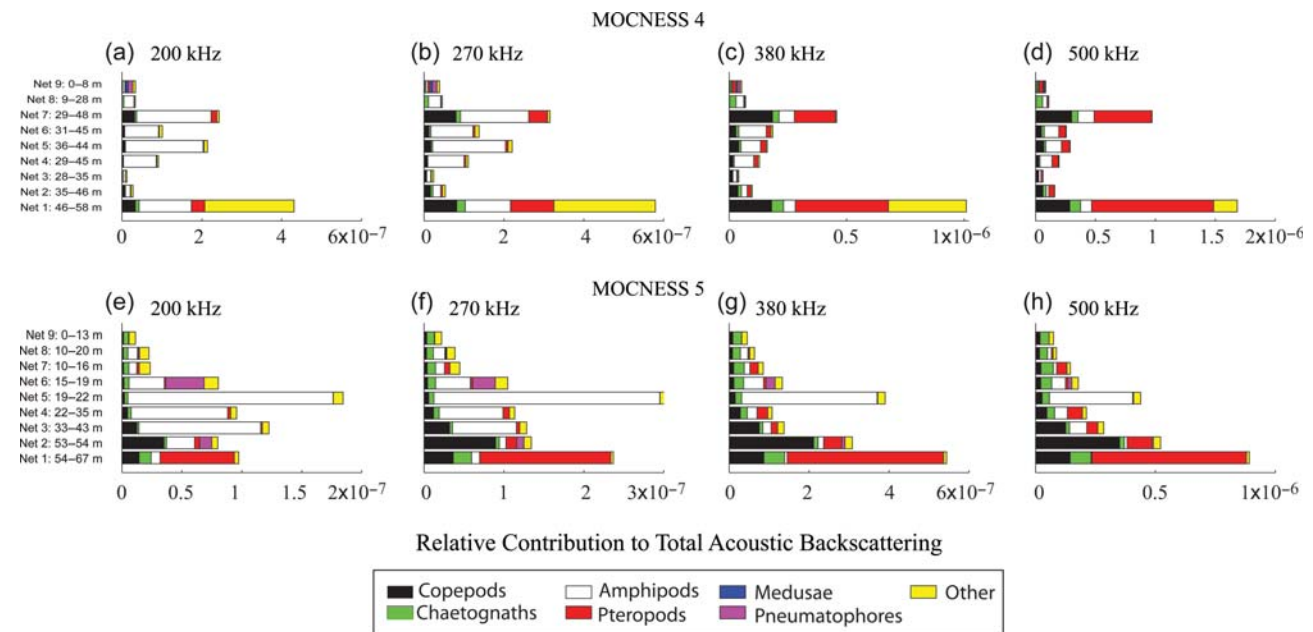 MOCNESS 4
(a) 200 kHz (b) 270 kHz (c) 380 kHz (d) 500 kHz
Net 9: 0–8 m
Net 8: 9–28 m
Net 7: 29–48 m
Net 6: 31–45 m
Net 5: 36–44 m
Net 4: 29–45 m
Net 3: 28–35 m
Net 2: 35–46 m
Net 1: 46–58 m
0 2 4 6x10-7 0 2 4 6x10-7 0 0.5 1x10-6 0 0.5 1 1.5 2x10-6
MOCNESS 5
(e) 200 kHz (f) 270 kHz (g) 380 kHz (h) 500 kHz
Net 9: 0–13 m
Net 8: 10–20 m
Net 7: 10–16 m
Net 6: 15–19 m
Net 5: 19–22 m
Net 4: 22–35 m
Net 3: 33–43 m
Net 2: 53–54 m
Net 1: 54–67 m
0 0.5 1 1.5 2x10-7 0 1 2 3x10-7 0 2 4 6x10-7 0 0.5 1x10-6
Relative Contribution to Total Acoustic Backscattering
Copepods Amphipods Medusae Other
Chaetognaths Pteropods Pneumatophores